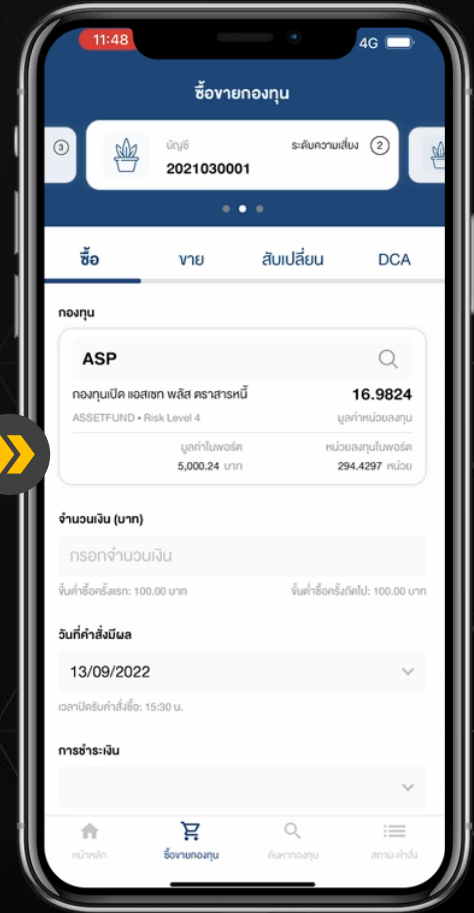 11:48
4G
ซื้อขายกองทุน
3
บัญชี
ระดับความเสี่ยง 2
2021030001
ซื้อ ขาย สับเปลี่ยน DCA
กองทุน
ASP
กองทุนเปิด แอสเซท พลัส ตราสารหนี้ 16.9824
ASSETFUND • Risk Level 4 มูลค่าหน่วยลงทุน
มูลค่าในพอร์ต หน่วยลงทุนในพอร์ต
5,000.24 บาท 294.4297 หน่วย
จำนวนเงิน (บาท)
กรอกจำนวนเงิน
ขั้นต่ำซื้อครั้งแรก: 100.00 บาท ขั้นต่ำซื้อครั้งถัดไป: 100.00 บาท
วันที่คำสั่งมีผล
13/09/2022
เวลาปิดรับคำสั่งซื้อ: 15:30 น.
การชำระเงิน
หน้าหลัก ซื้อขายกองทุน ค้นหากองทุน สถานะคำสั่ง